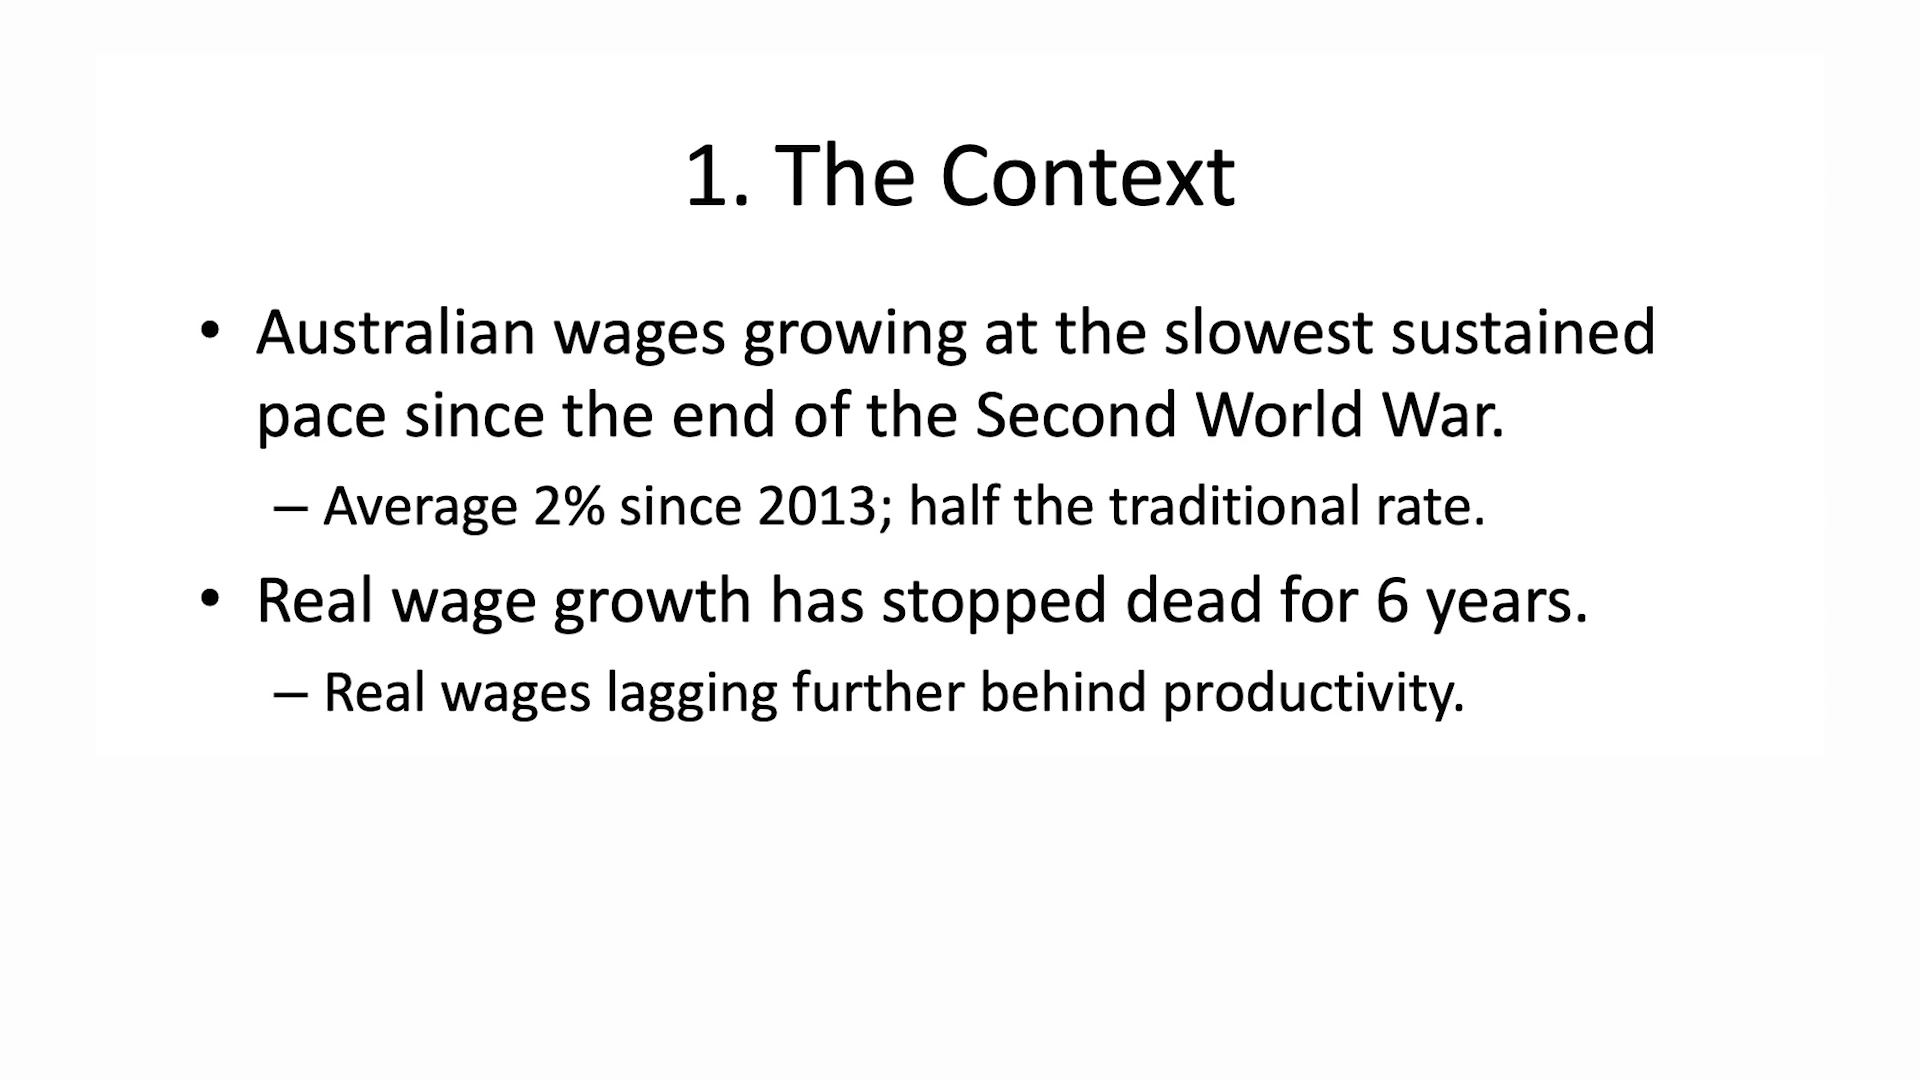 1. The Context
• Australian wages growing at the slowest sustained
pace since the end of the Second World War.
– Average 2% since 2013; half the traditional rate.
• Real wage growth has stopped dead for 6 years.
– Real wages lagging further behind productivity.